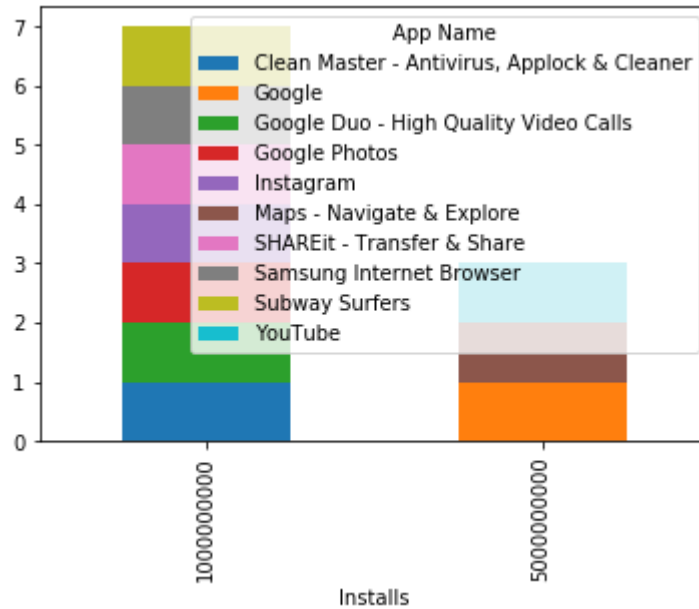 7
6
5
4
3
2
1
0
App Name
Clean Master - Antivirus, Applock & Cleaner
Google
Google Duo - High Quality Video Calls
Google Photos
Instagram
Maps - Navigate & Explore
SHAREit - Transfer & Share
Samsung Internet Browser
Subway Surfers
YouTube
1000000000
5000000000
Installs